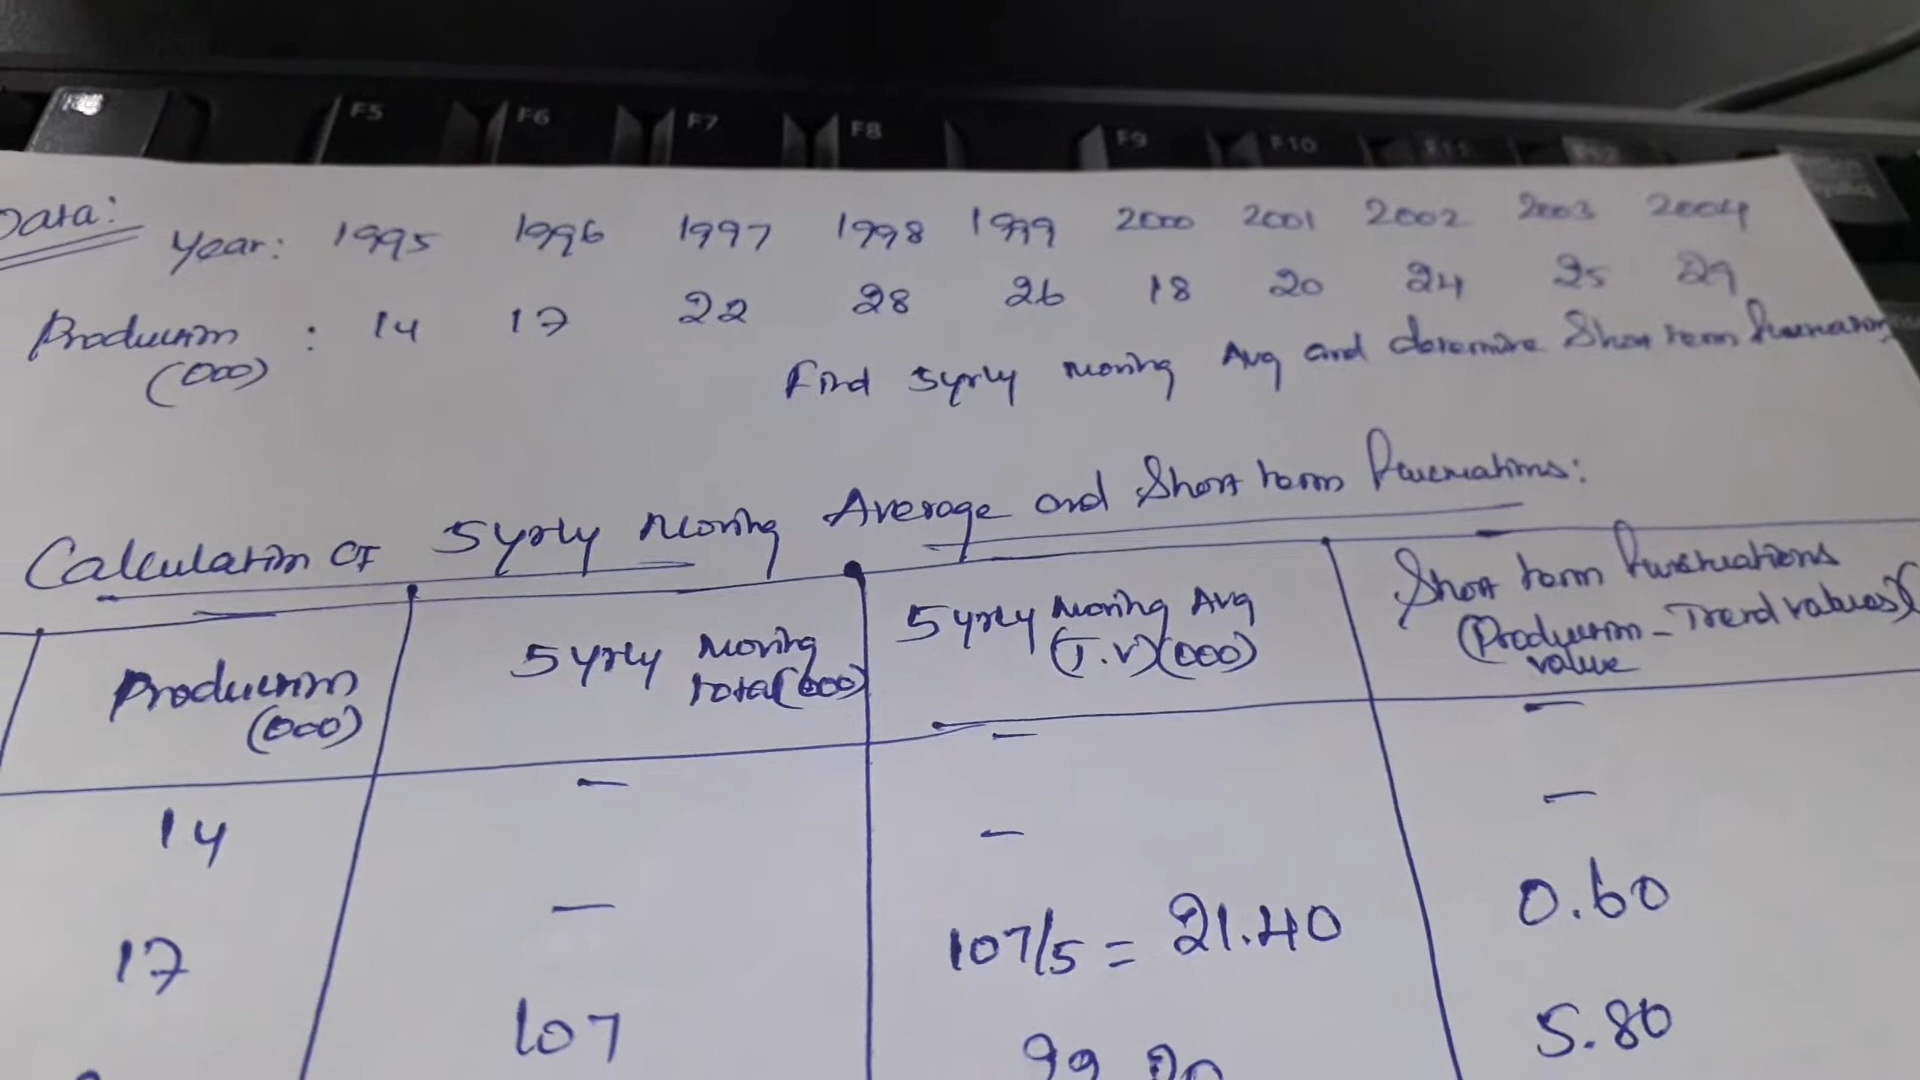 F5 F6 F7 F8 F9 F10 F11
Data:
Year: 1995 1996 1997 1998 1999 2000 2001 2002 2003 2004
Production : 14 17 22 28 26 18 20 24 25 29
(000)
Find 5yrly moving Avg and determine Short term fluctuations
Calculation of 5yrly Moving Average and Short term fluctuations:
Production
(000)
5yrly Moving
total(000)
5yrly Moving Avg
(T.V)(000)
Short term fluctuations
(Production - Trend values)
value
14 - - -
17 - - -
107 107/5 = 21.40 0.60
5.80